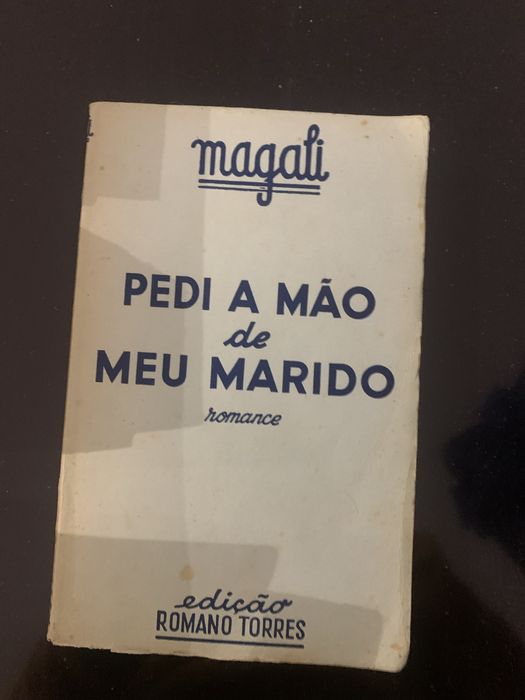 magali
PEDI A MÃO
de
MEU MARIDO
romance
edição
ROMANO TORRES